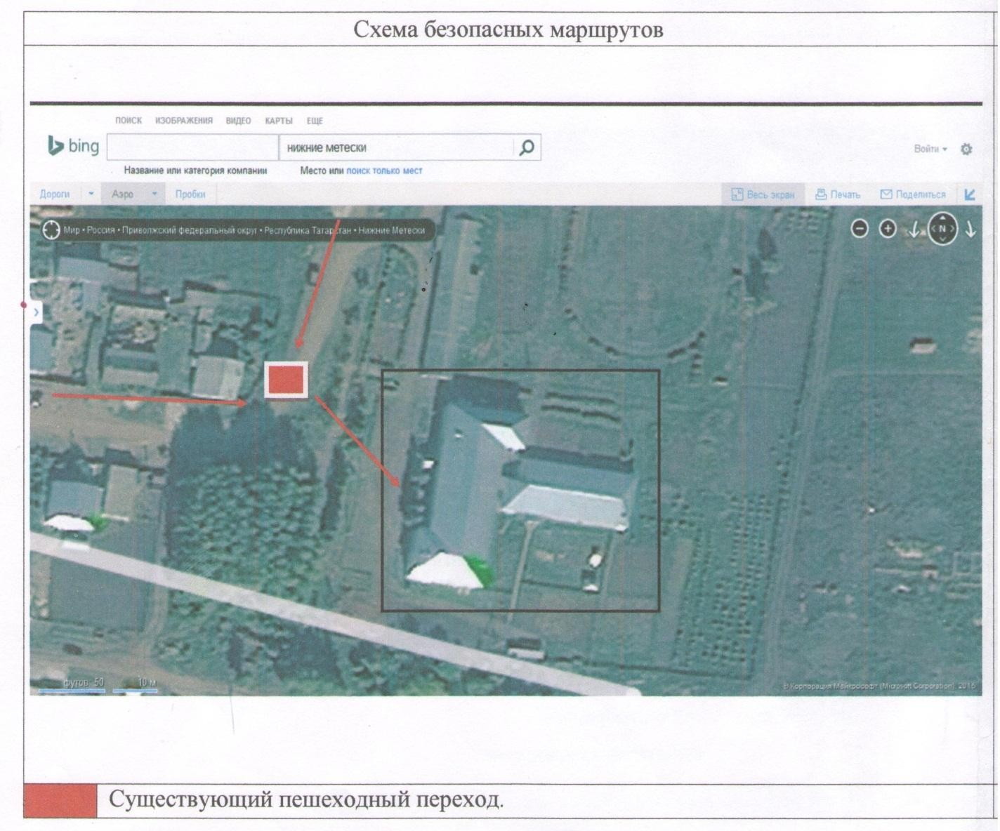 Схема безопасных маршрутов
ПОИСК ИЗОБРАЖЕНИЯ ВИДЕО КАРТЫ ЕЩЕ
bing нижние метески Войти
Название или категория компании Место или поиск только мест
Дороги Аэро Пробки Весь экран Печать Поделиться
Мир • Россия • Приволжский федеральный округ • Республика Татарстан • Нижние Метески
N
футов 50 10 м
© Корпорация Майкрософт (Microsoft Corporation), 2015
Существующий пешеходный переход.